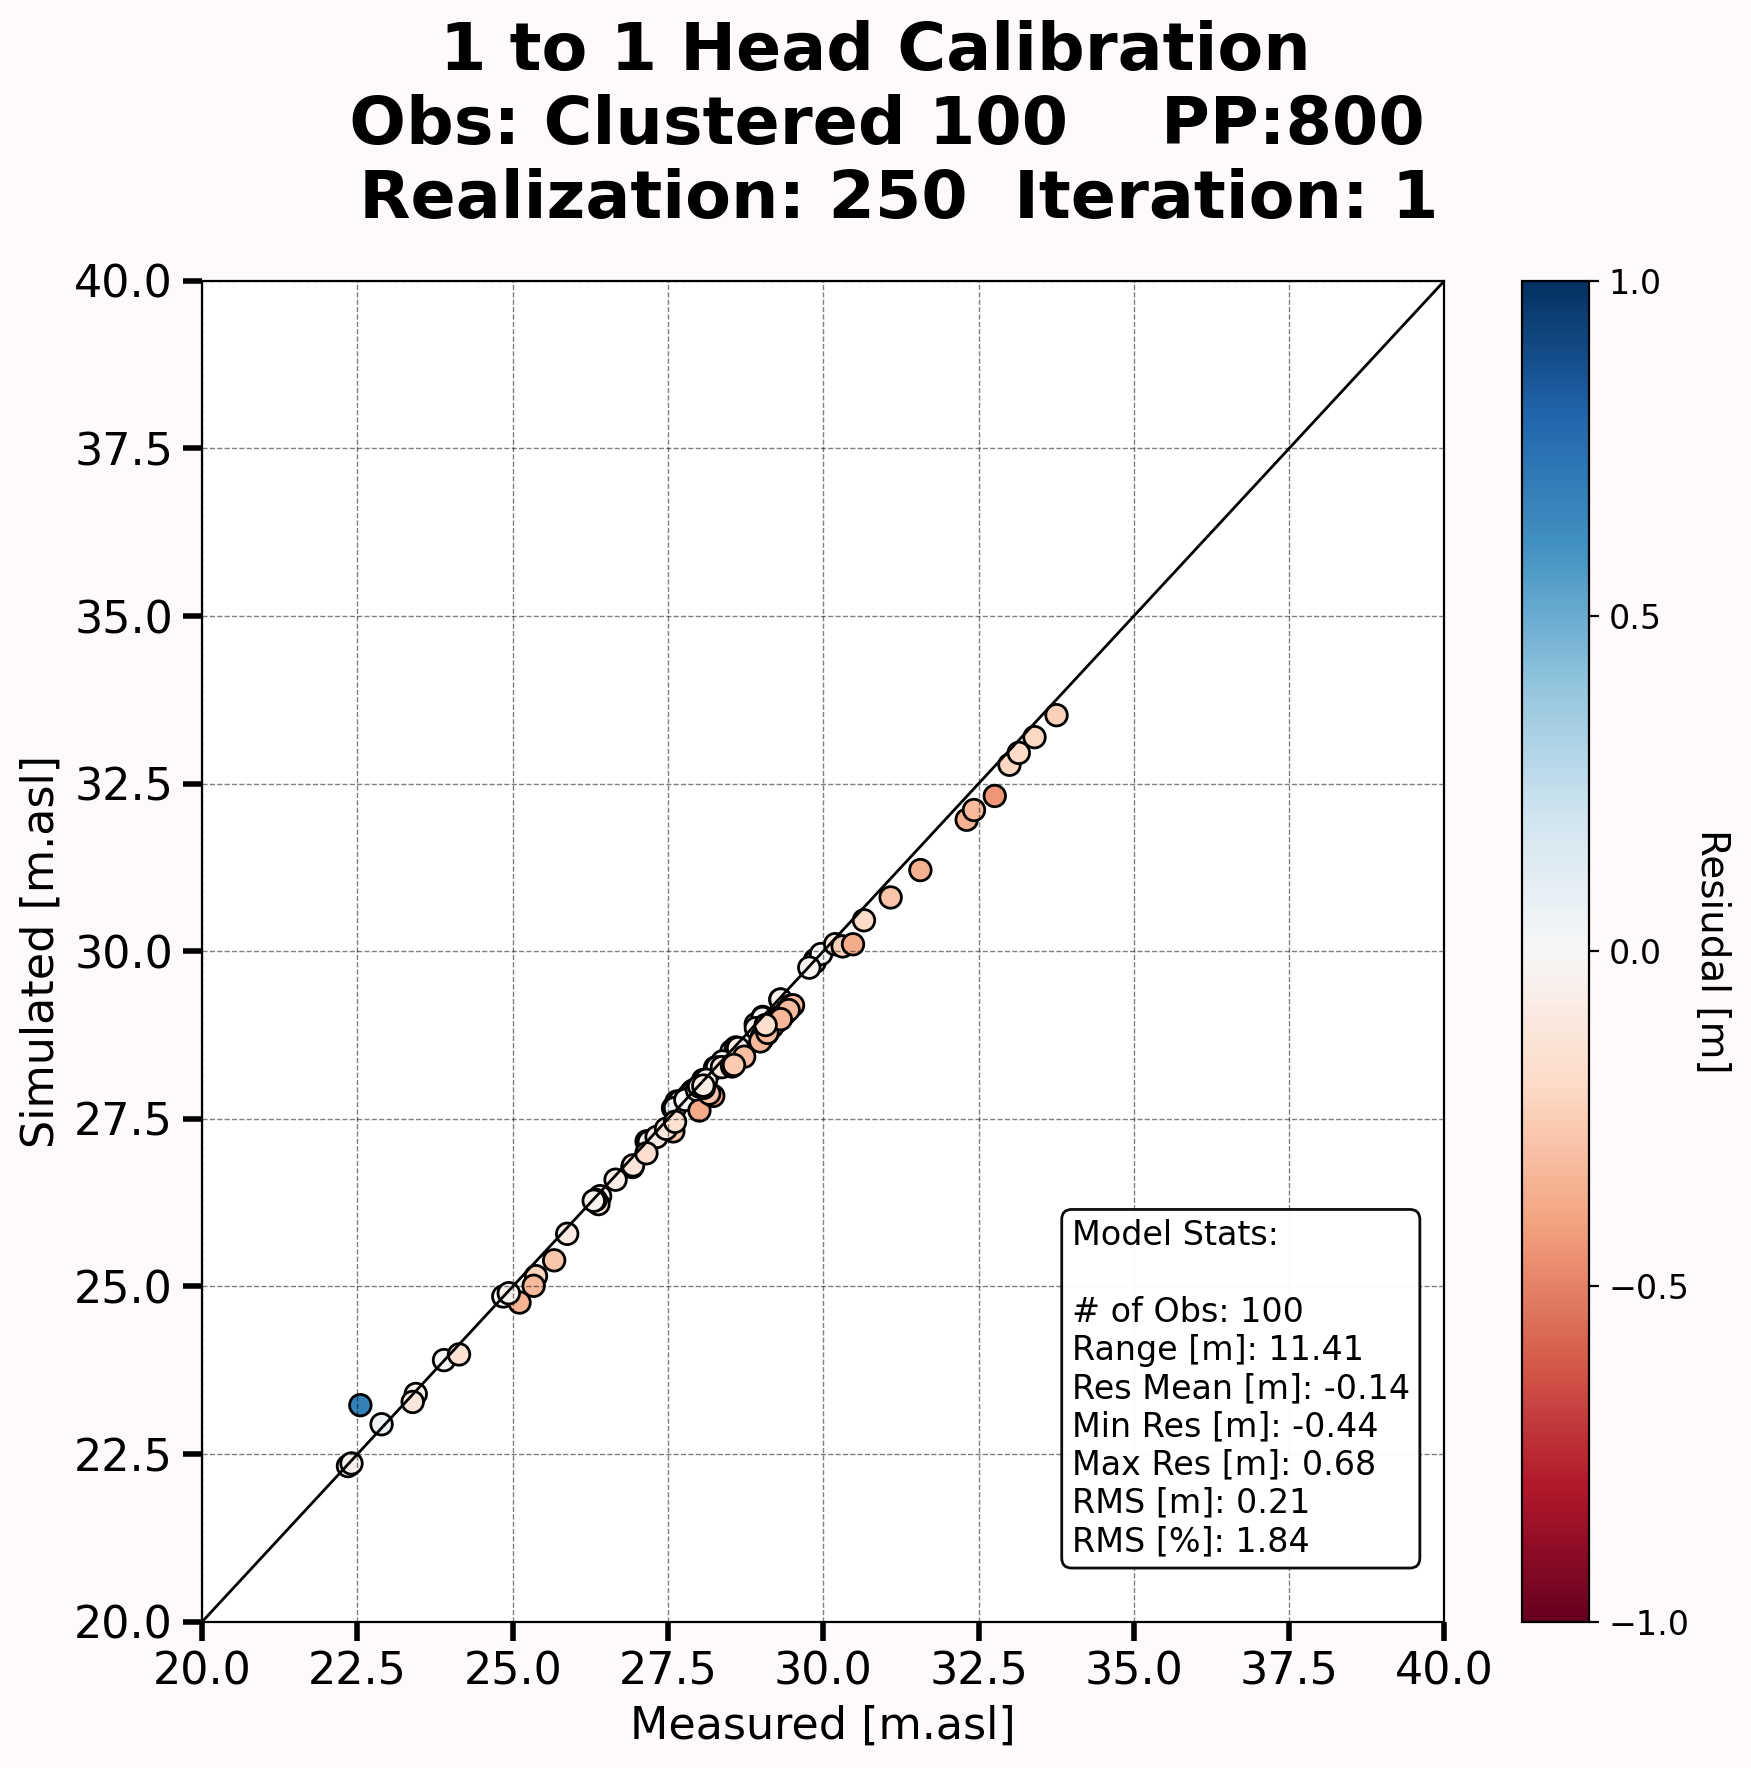 1 to 1 Head Calibration
Obs: Clustered 100    PP:800
Realization: 250  Iteration: 1
40.0
37.5
35.0
32.5
30.0
27.5
25.0
22.5
20.0
Simulated [m.asl]
20.0 22.5 25.0 27.5 30.0 32.5 35.0 37.5 40.0
Measured [m.asl]
Model Stats:
# of Obs: 100
Range [m]: 11.41
Res Mean [m]: -0.14
Min Res [m]: -0.44
Max Res [m]: 0.68
RMS [m]: 0.21
RMS [%]: 1.84
1.0
0.5
0.0
−0.5
−1.0
Resiudal [m]